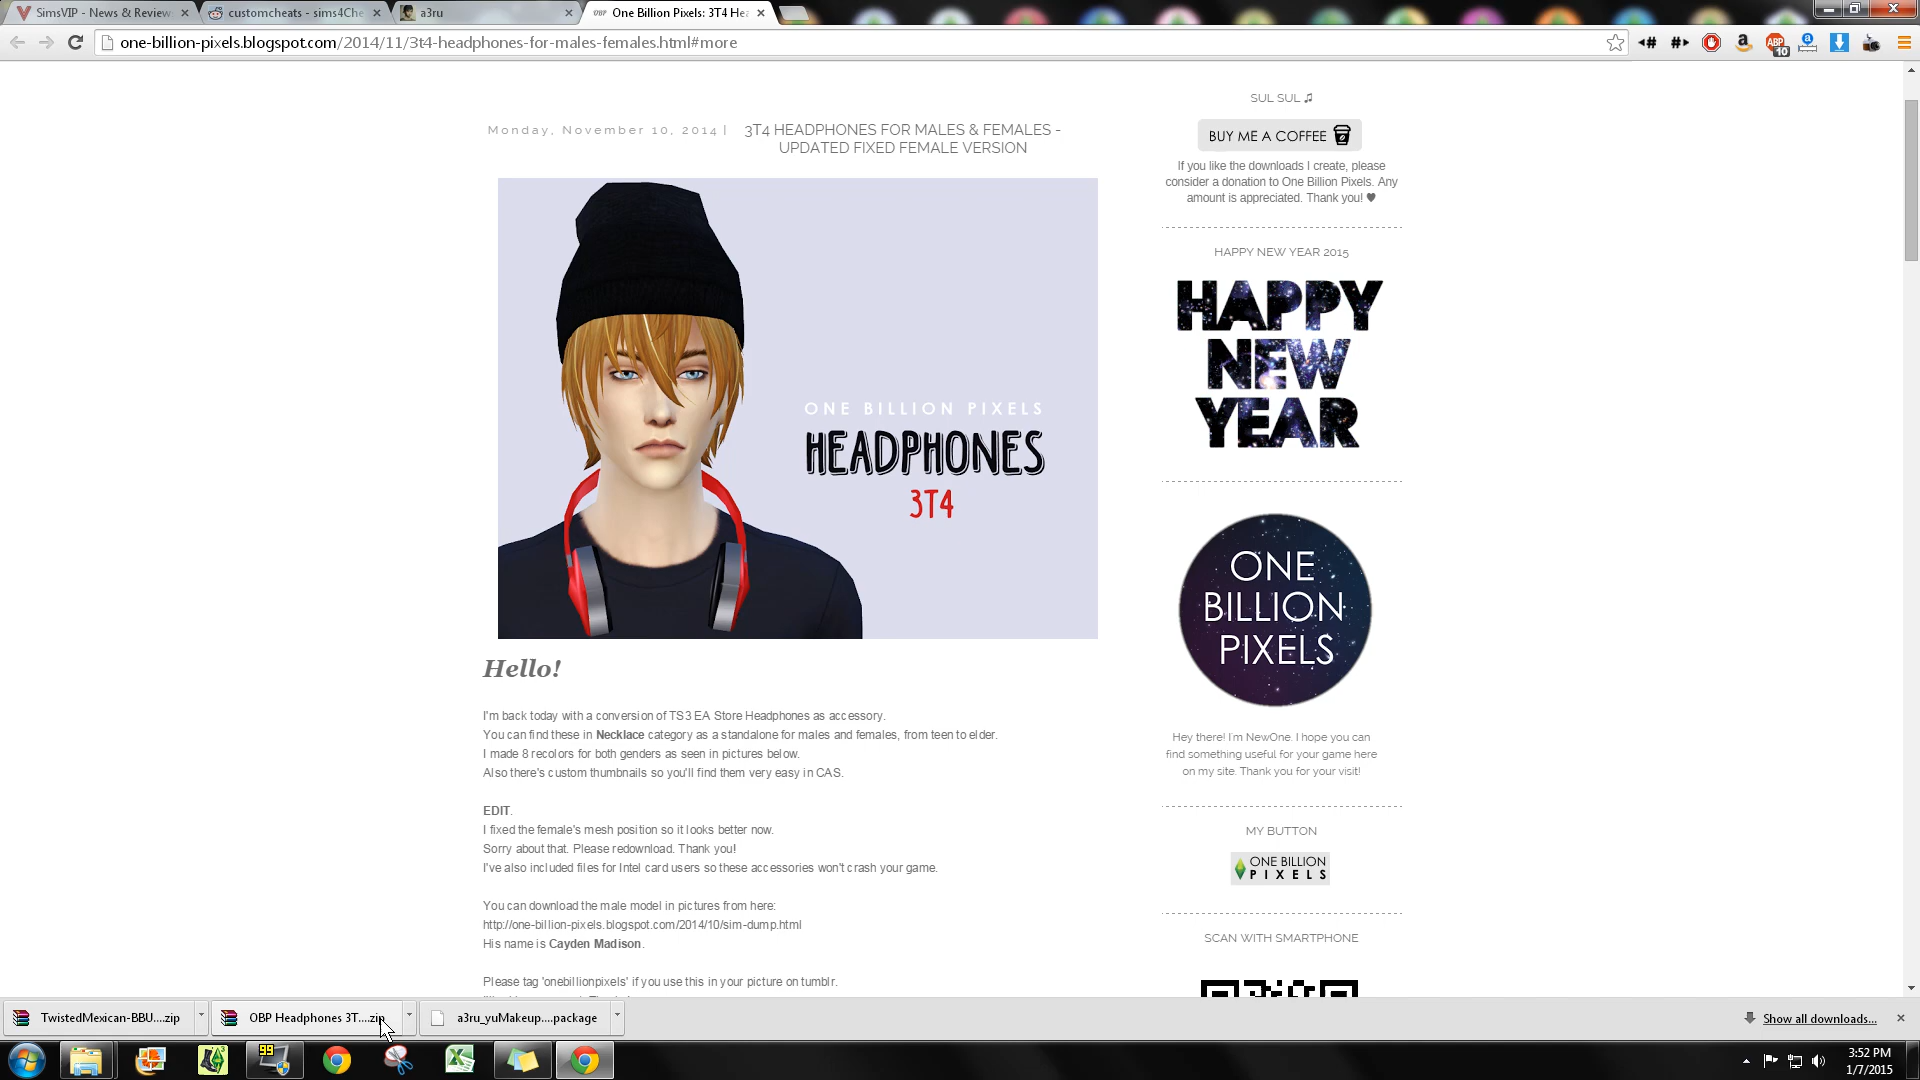 SimsVIP - News & Review
customcheats - sims4Che
a3ru
OBP One Billion Pixels: 3T4 Hea
one-billion-pixels.blogspot.com/2014/11/3t4-headphones-for-males-females.html#more
ABP
10
Monday, November 10, 2014 |
3T4 HEADPHONES FOR MALES & FEMALES -
UPDATED FIXED FEMALE VERSION
ONE BILLION PIXELS
HEADPHONES
3T4
Hello!
I'm back today with a conversion of TS3 EA Store Headphones as accessory.
You can find these in Necklace category as a standalone for males and females, from teen to elder.
I made 8 recolors for both genders as seen in pictures below.
Also there's custom thumbnails so you'll find them very easy in CAS.
EDIT.
I fixed the female's mesh position so it looks better now.
Sorry about that. Please redownload. Thank you!
I've also included files for Intel card users so these accessories won't crash your game.
You can download the male model in pictures from here:
http://one-billion-pixels.blogspot.com/2014/10/sim-dump.html
His name is Cayden Madison.
Please tag 'onebillionpixels' if you use this in your picture on tumblr.
SUL SUL ♫
BUY ME A COFFEE
If you like the downloads I create, please
consider a donation to One Billion Pixels. Any
amount is appreciated. Thank you! ♥
HAPPY NEW YEAR 2015
HAPPY
NEW
YEAR
ONE
BILLION
PIXELS
Hey there! I'm NewOne. I hope you can
find something useful for your game here
on my site. Thank you for your visit!
MY BUTTON
ONE BILLION
PIXELS
SCAN WITH SMARTPHONE
TwistedMexican-BBU....zip
OBP Headphones 3T....zip
a3ru_yuMakeup....package
Show all downloads...
99
3:52 PM
1/7/2015